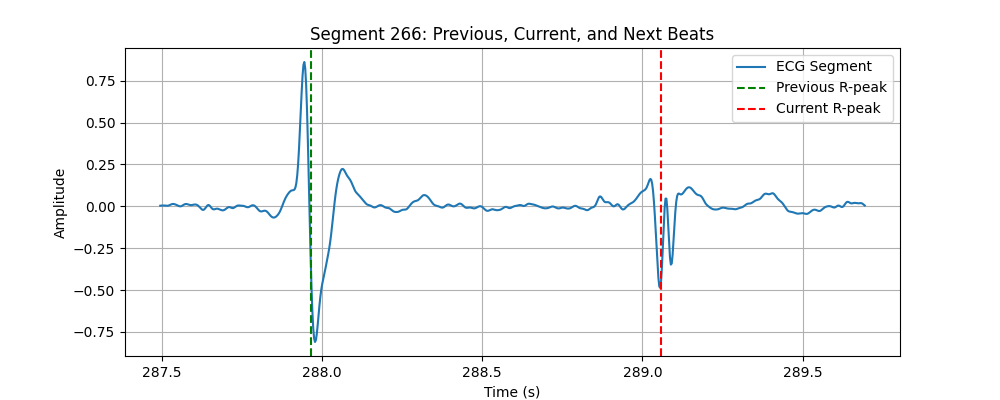 Segment 266: Previous, Current, and Next Beats
ECG Segment
Previous R-peak
Current R-peak
Amplitude
0.75
0.50
0.25
0.00
−0.25
−0.50
−0.75
287.5 288.0 288.5 289.0 289.5
Time (s)